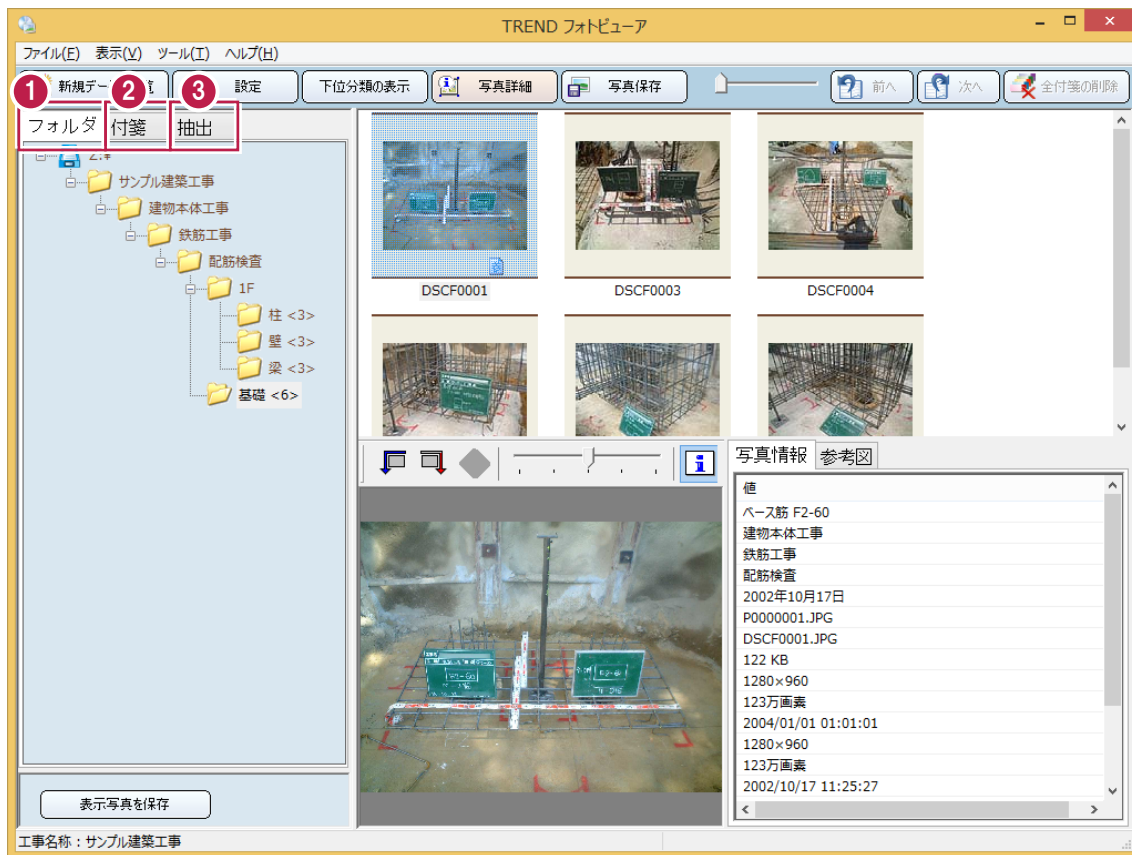 TREND フォトビューア
ファイル(F) 表示(V) ツール(T) ヘルプ(H)
新規デー
設定
下位分類の表示
写真詳細
写真保存
前へ
次へ
全付箋の削除
1 2 3
フォルダ 付箋 抽出
サンプル建築工事
建物本体工事
鉄筋工事
配筋検査
1F
柱 <3>
壁 <3>
梁 <3>
基礎 <6>
DSCF0001 DSCF0003 DSCF0004
写真情報 参考図
値
ベース筋 F2-60
建物本体工事
鉄筋工事
配筋検査
2002年10月17日
P0000001.JPG
DSCF0001.JPG
122 KB
1280×960
123万画素
2004/01/01 01:01:01
1280×960
123万画素
2002/10/17 11:25:27
F2-60
表示写真を保存
工事名称：サンプル建築工事